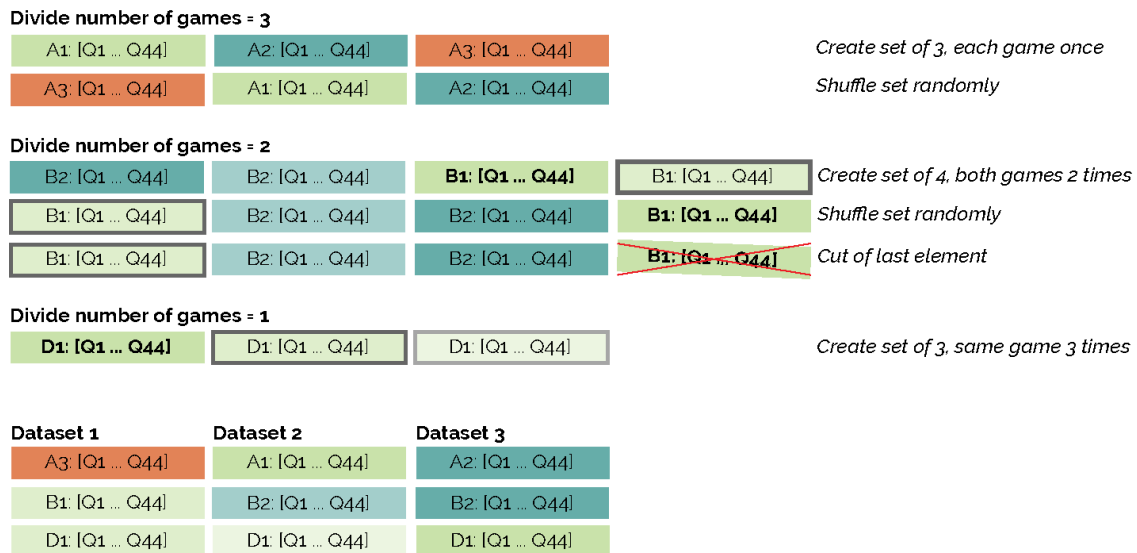 Divide number of games = 3
A1: [Q1 ... Q44] A2: [Q1 ... Q44] A3: [Q1 ... Q44] Create set of 3, each game once
A3: [Q1 ... Q44] A1: [Q1 ... Q44] A2: [Q1 ... Q44] Shuffle set randomly
Divide number of games = 2
B2: [Q1 ... Q44] B2: [Q1 ... Q44] B1: [Q1 ... Q44] B1: [Q1 ... Q44] Create set of 4, both games 2 times
B1: [Q1 ... Q44] B2: [Q1 ... Q44] B2: [Q1 ... Q44] B1: [Q1 ... Q44] Shuffle set randomly
B1: [Q1 ... Q44] B2: [Q1 ... Q44] B2: [Q1 ... Q44] B1: [Q1 ... Q44] Cut of last element
Divide number of games = 1
D1: [Q1 ... Q44] D1: [Q1 ... Q44] D1: [Q1 ... Q44] Create set of 3, same game 3 times
Dataset 1 Dataset 2 Dataset 3
A3: [Q1 ... Q44] A1: [Q1 ... Q44] A2: [Q1 ... Q44]
B1: [Q1 ... Q44] B2: [Q1 ... Q44] B2: [Q1 ... Q44]
D1: [Q1 ... Q44] D1: [Q1 ... Q44] D1: [Q1 ... Q44]